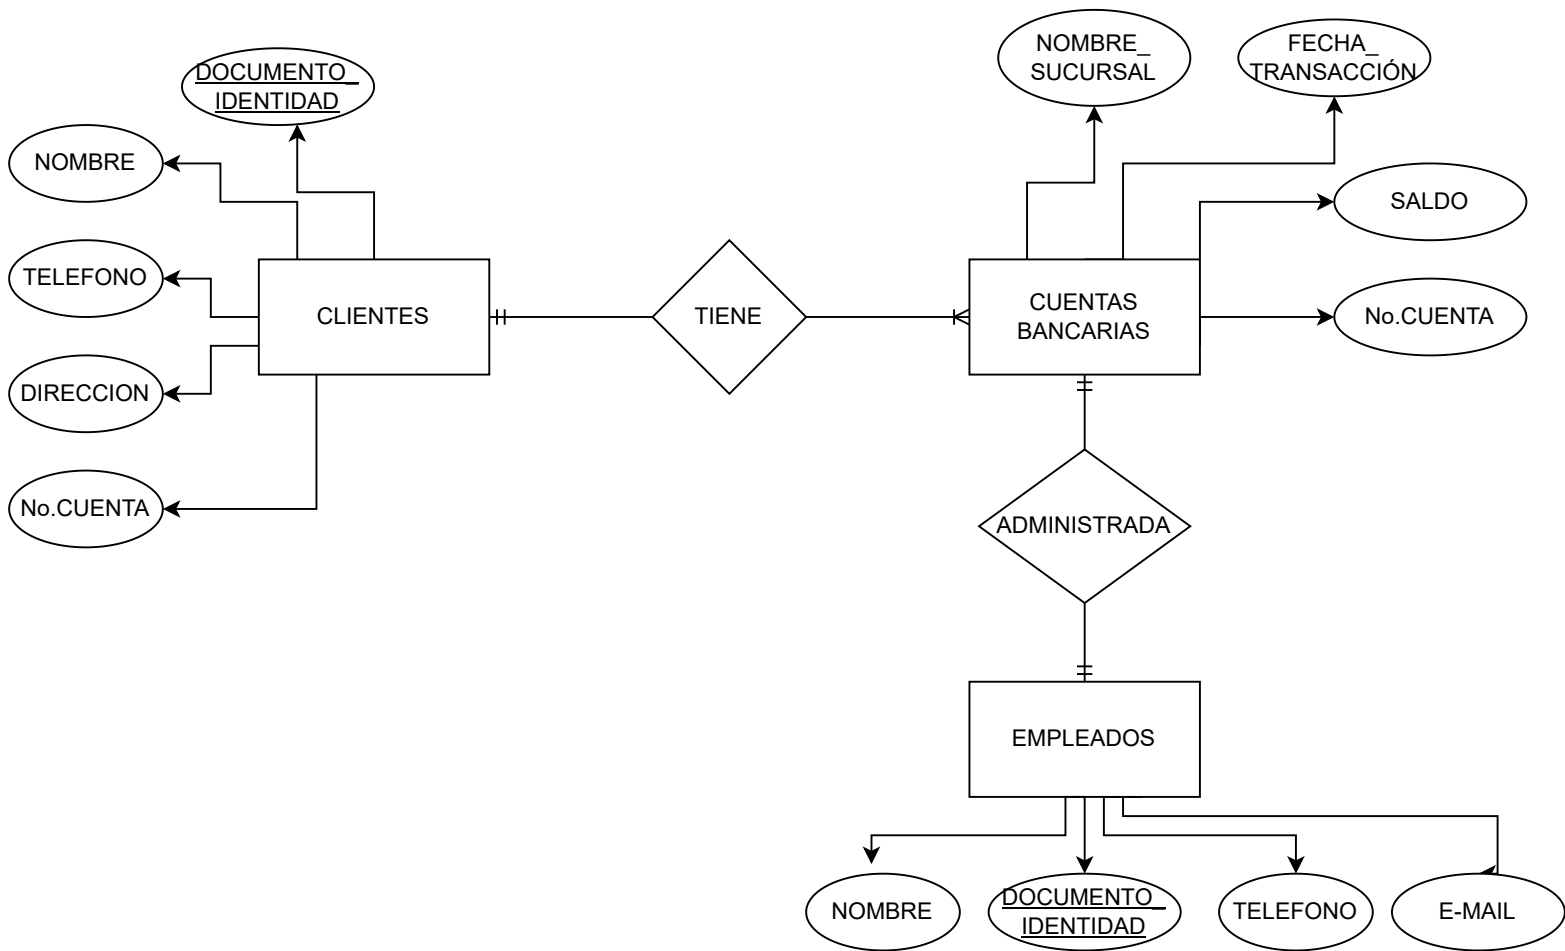 NOMBRE_
SUCURSAL
FECHA_
TRANSACCIÓN
DOCUMENTO_
IDENTIDAD
NOMBRE
SALDO
TELEFONO
CLIENTES
TIENE
CUENTAS
BANCARIAS
No.CUENTA
DIRECCION
No.CUENTA
ADMINISTRADA
EMPLEADOS
NOMBRE
DOCUMENTO_
IDENTIDAD
TELEFONO
E-MAIL